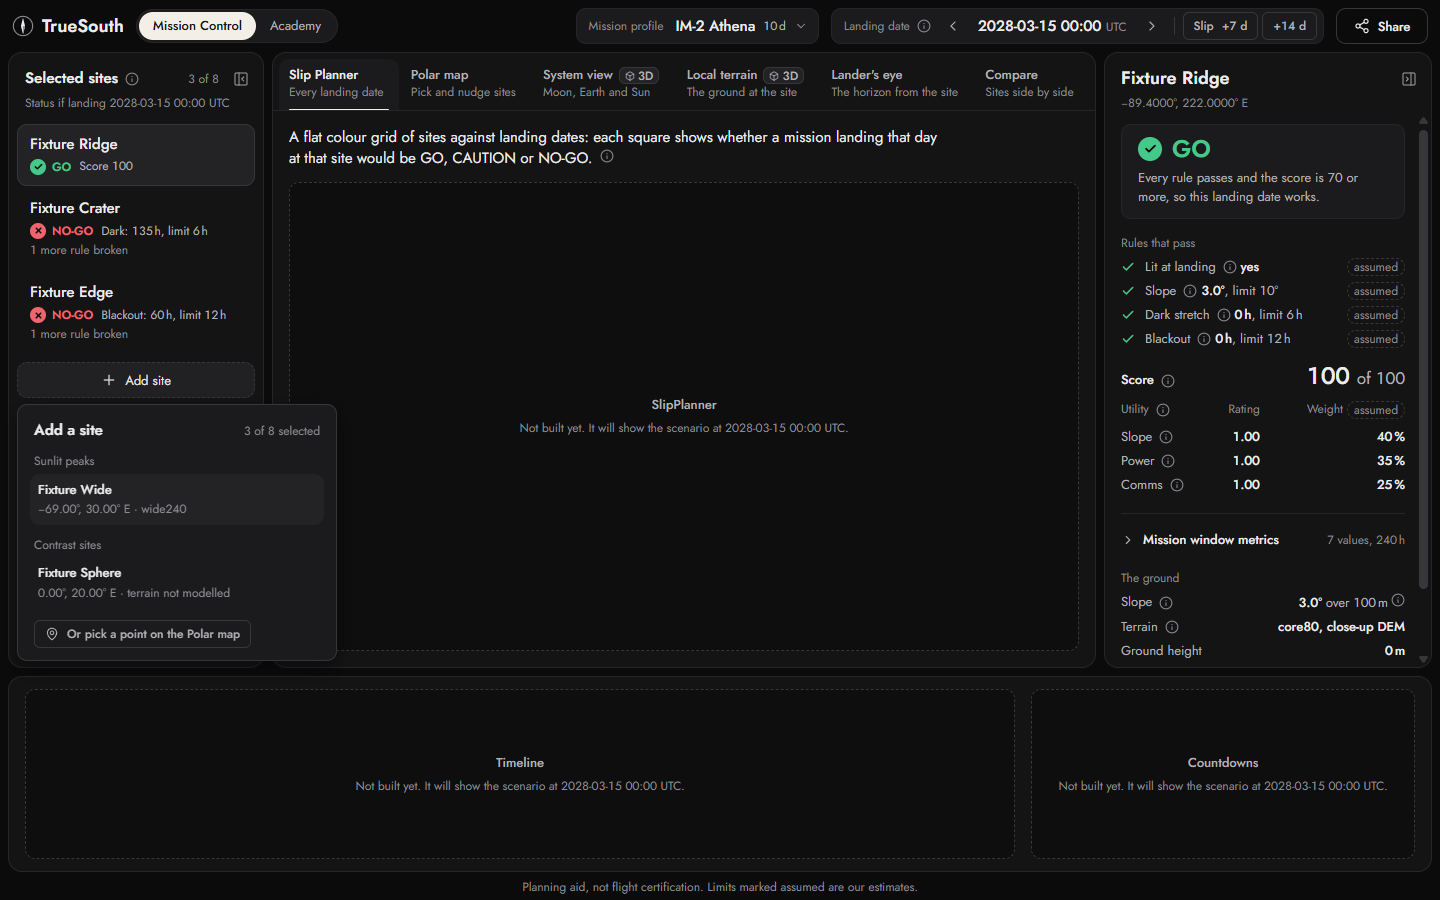 TrueSouth
Mission Control
Academy
Mission profile IM-2 Athena 10 d
Landing date 2028-03-15 00:00 UTC
Slip +7 d
+14 d
Share
Selected sites 3 of 8
Status if landing 2028-03-15 00:00 UTC
Fixture Ridge
GO Score 100
Fixture Crater
NO-GO Dark: 135 h, limit 6 h
1 more rule broken
Fixture Edge
NO-GO Blackout: 60 h, limit 12 h
1 more rule broken
Add site
Add a site 3 of 8 selected
Sunlit peaks
Fixture Wide
−69.00°, 30.00° E · wide240
Contrast sites
Fixture Sphere
0.00°, 20.00° E · terrain not modelled
Or pick a point on the Polar map
Slip Planner
Every landing date
Polar map
Pick and nudge sites
System view 3D
Moon, Earth and Sun
Local terrain 3D
The ground at the site
Lander's eye
The horizon from the site
Compare
Sites side by side
A flat colour grid of sites against landing dates: each square shows whether a mission landing that day
at that site would be GO, CAUTION or NO-GO.
SlipPlanner
Not built yet. It will show the scenario at 2028-03-15 00:00 UTC.
Fixture Ridge
−89.4000°, 222.0000° E
GO
Every rule passes and the score is 70 or
more, so this landing date works.
Rules that pass
Lit at landing yes assumed
Slope 3.0°, limit 10° assumed
Dark stretch 0 h, limit 6 h assumed
Blackout 0 h, limit 12 h assumed
Score 100 of 100
Utility Rating Weight assumed
Slope 1.00 40 %
Power 1.00 35 %
Comms 1.00 25 %
Mission window metrics 7 values, 240 h
The ground
Slope 3.0° over 100 m
Terrain core80, close-up DEM
Ground height 0 m
Timeline
Not built yet. It will show the scenario at 2028-03-15 00:00 UTC.
Countdowns
Not built yet. It will show the scenario at 2028-03-15 00:00 UTC.
Planning aid, not flight certification. Limits marked assumed are our estimates.